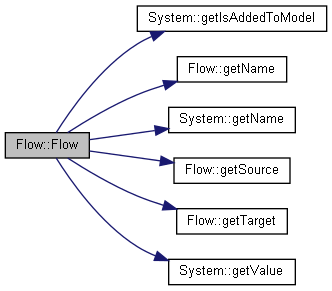 System::getIsAddedToModel
Flow::getName
System::getName
Flow::Flow
Flow::getSource
Flow::getTarget
System::getValue